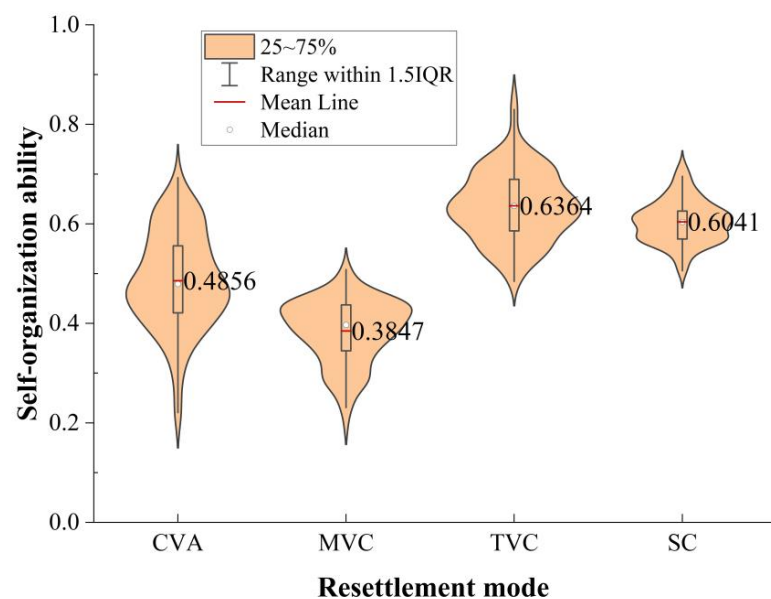 1.0
0.8
0.6
0.4
0.2
0.0
Self-organization ability
25~75%
Range within 1.5IQR
Mean Line
Median
0.4856
0.3847
0.6364
0.6041
CVA MVC TVC SC
Resettlement mode